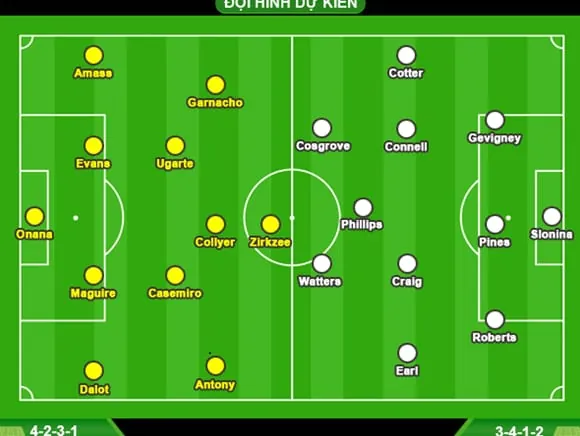 ĐỘI HÌNH DỰ KIẾN
Amass
Garnacho
Cotter
Evans
Ugarte
Cosgrove
Connell
Gevigney
Onana
Collyer
Zirkzee
Phillips
Pines
Slonina
Maguire
Casemiro
Watters
Craig
Roberts
Dalot
Antony
Earl
4-2-3-1
3-4-1-2